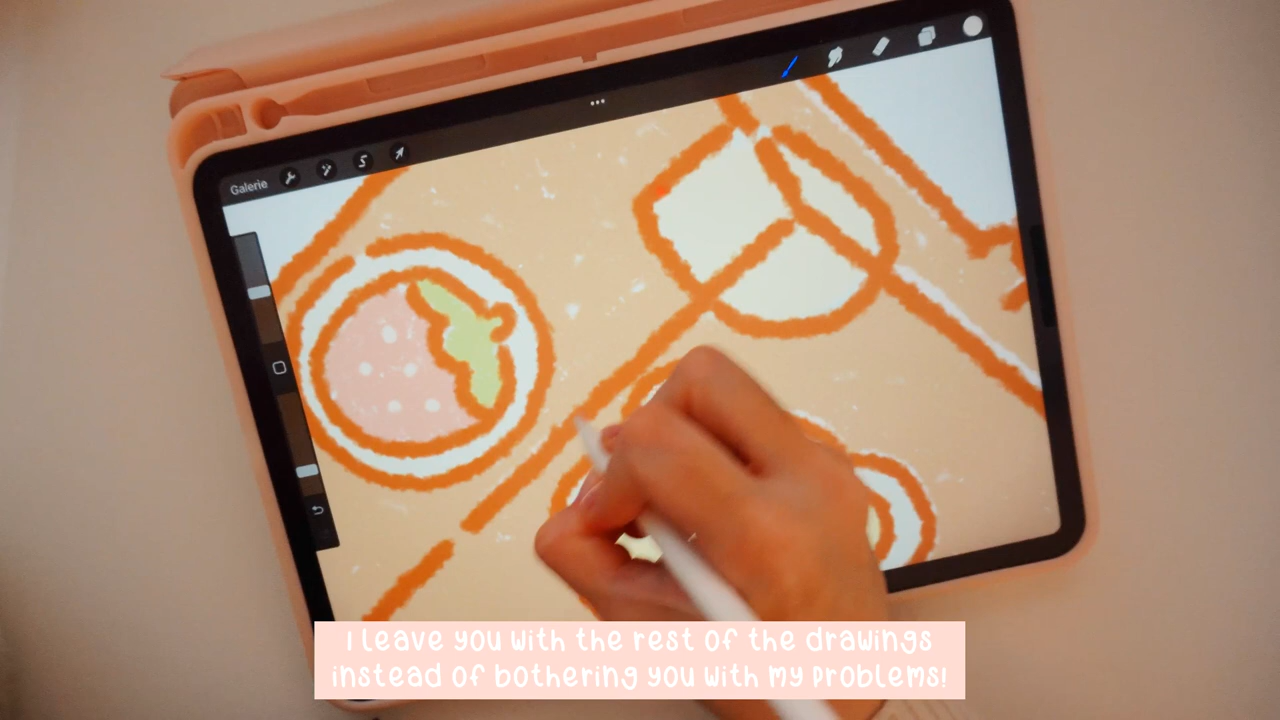 Galerie
I leave you with the rest of the drawings
instead of bothering you with my problems!